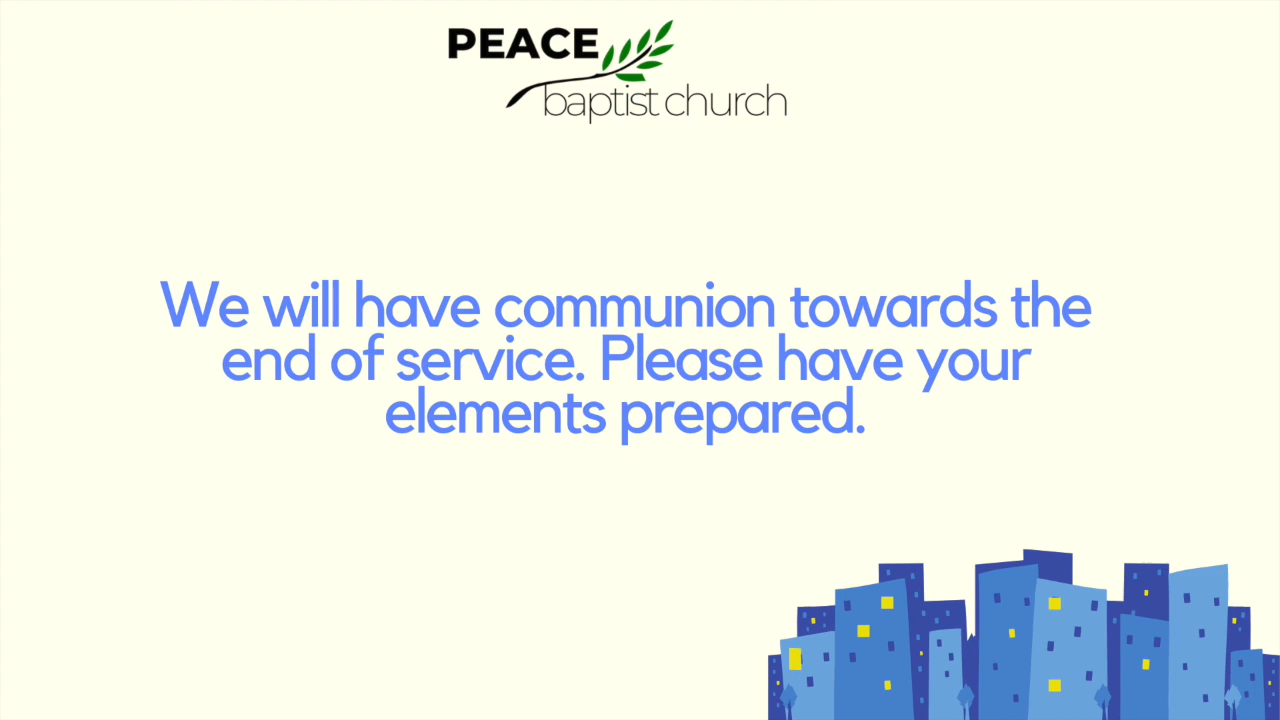 PEACE
baptist church
We will have communion towards the
end of service. Please have your
elements prepared.